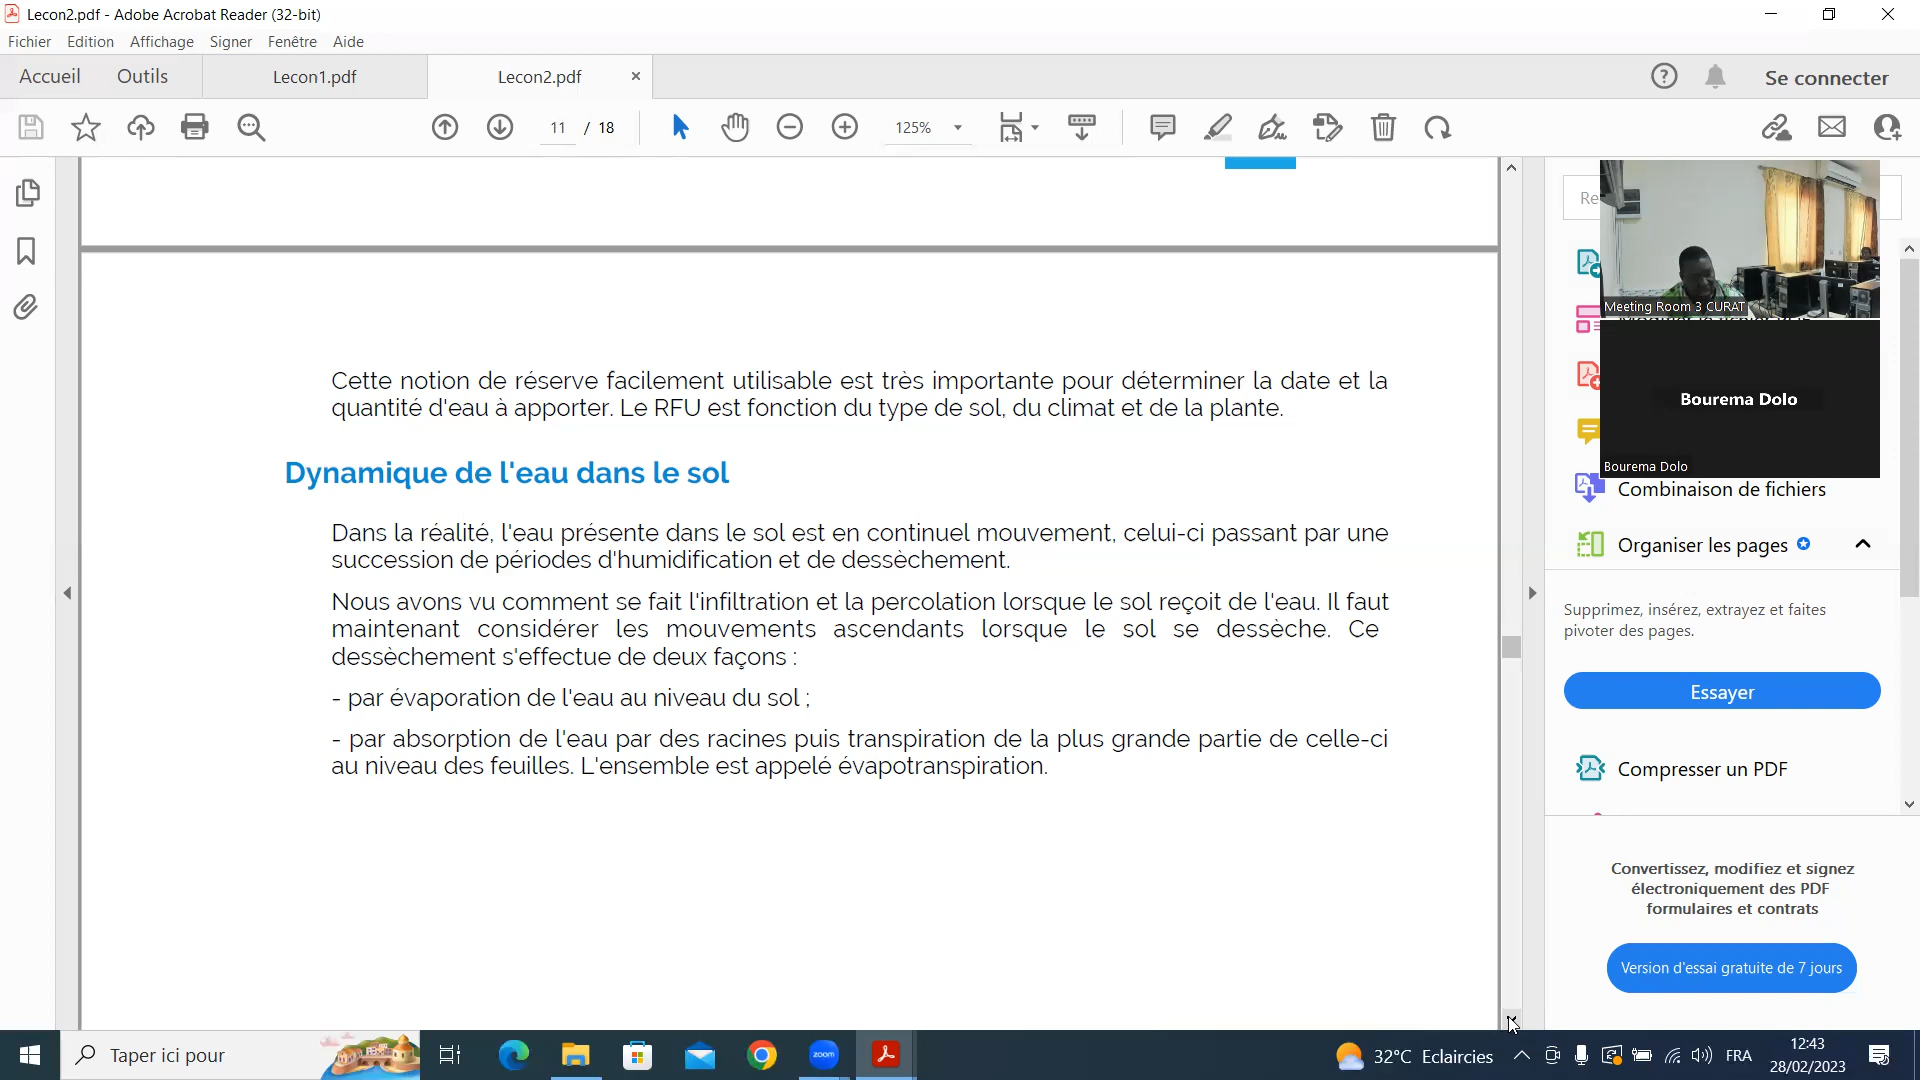 Lecon2.pdf - Adobe Acrobat Reader (32-bit)
Fichier Edition Affichage Signer Fenêtre Aide
Accueil Outils Lecon1.pdf Lecon2.pdf Se connecter
11 / 18 125%
Re
Meeting Room 3 CURAT
Bourema Dolo
Bourema Dolo
Cette notion de réserve facilement utilisable est très importante pour déterminer la date et la
quantité d'eau à apporter. Le RFU est fonction du type de sol, du climat et de la plante.
Dynamique de l'eau dans le sol
Dans la réalité, l'eau présente dans le sol est en continuel mouvement, celui-ci passant par une
succession de périodes d'humidification et de dessèchement.
Nous avons vu comment se fait l'infiltration et la percolation lorsque le sol reçoit de l'eau. Il faut
maintenant considérer les mouvements ascendants lorsque le sol se dessèche. Ce
dessèchement s'effectue de deux façons :
- par évaporation de l'eau au niveau du sol ;
- par absorption de l'eau par des racines puis transpiration de la plus grande partie de celle-ci
au niveau des feuilles. L'ensemble est appelé évapotranspiration.
Combinaison de fichiers
Organiser les pages
Supprimez, insérez, extrayez et faites
pivoter des pages.
Essayer
Compresser un PDF
Convertissez, modifiez et signez
électroniquement des PDF
formulaires et contrats
Version d'essai gratuite de 7 jours
Taper ici pour
zoom
32°C Eclaircies
FRA
12:43
28/02/2023